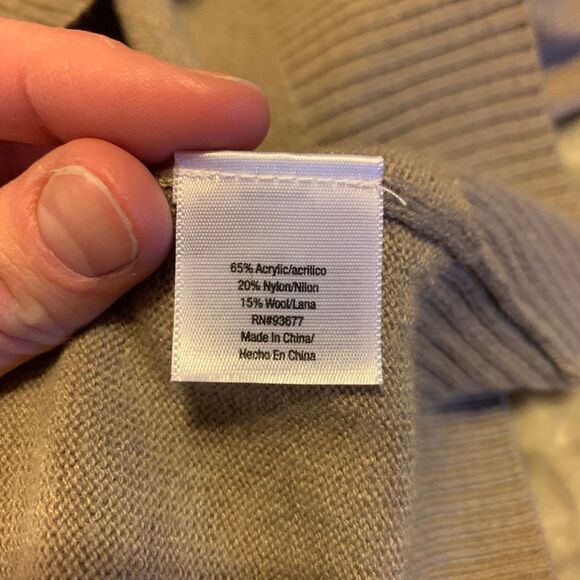 65% Acrylic/acrilico
20% Nylon/Nilon
15% Wool/Lana
RN#93677
Made In China/
Hecho En China